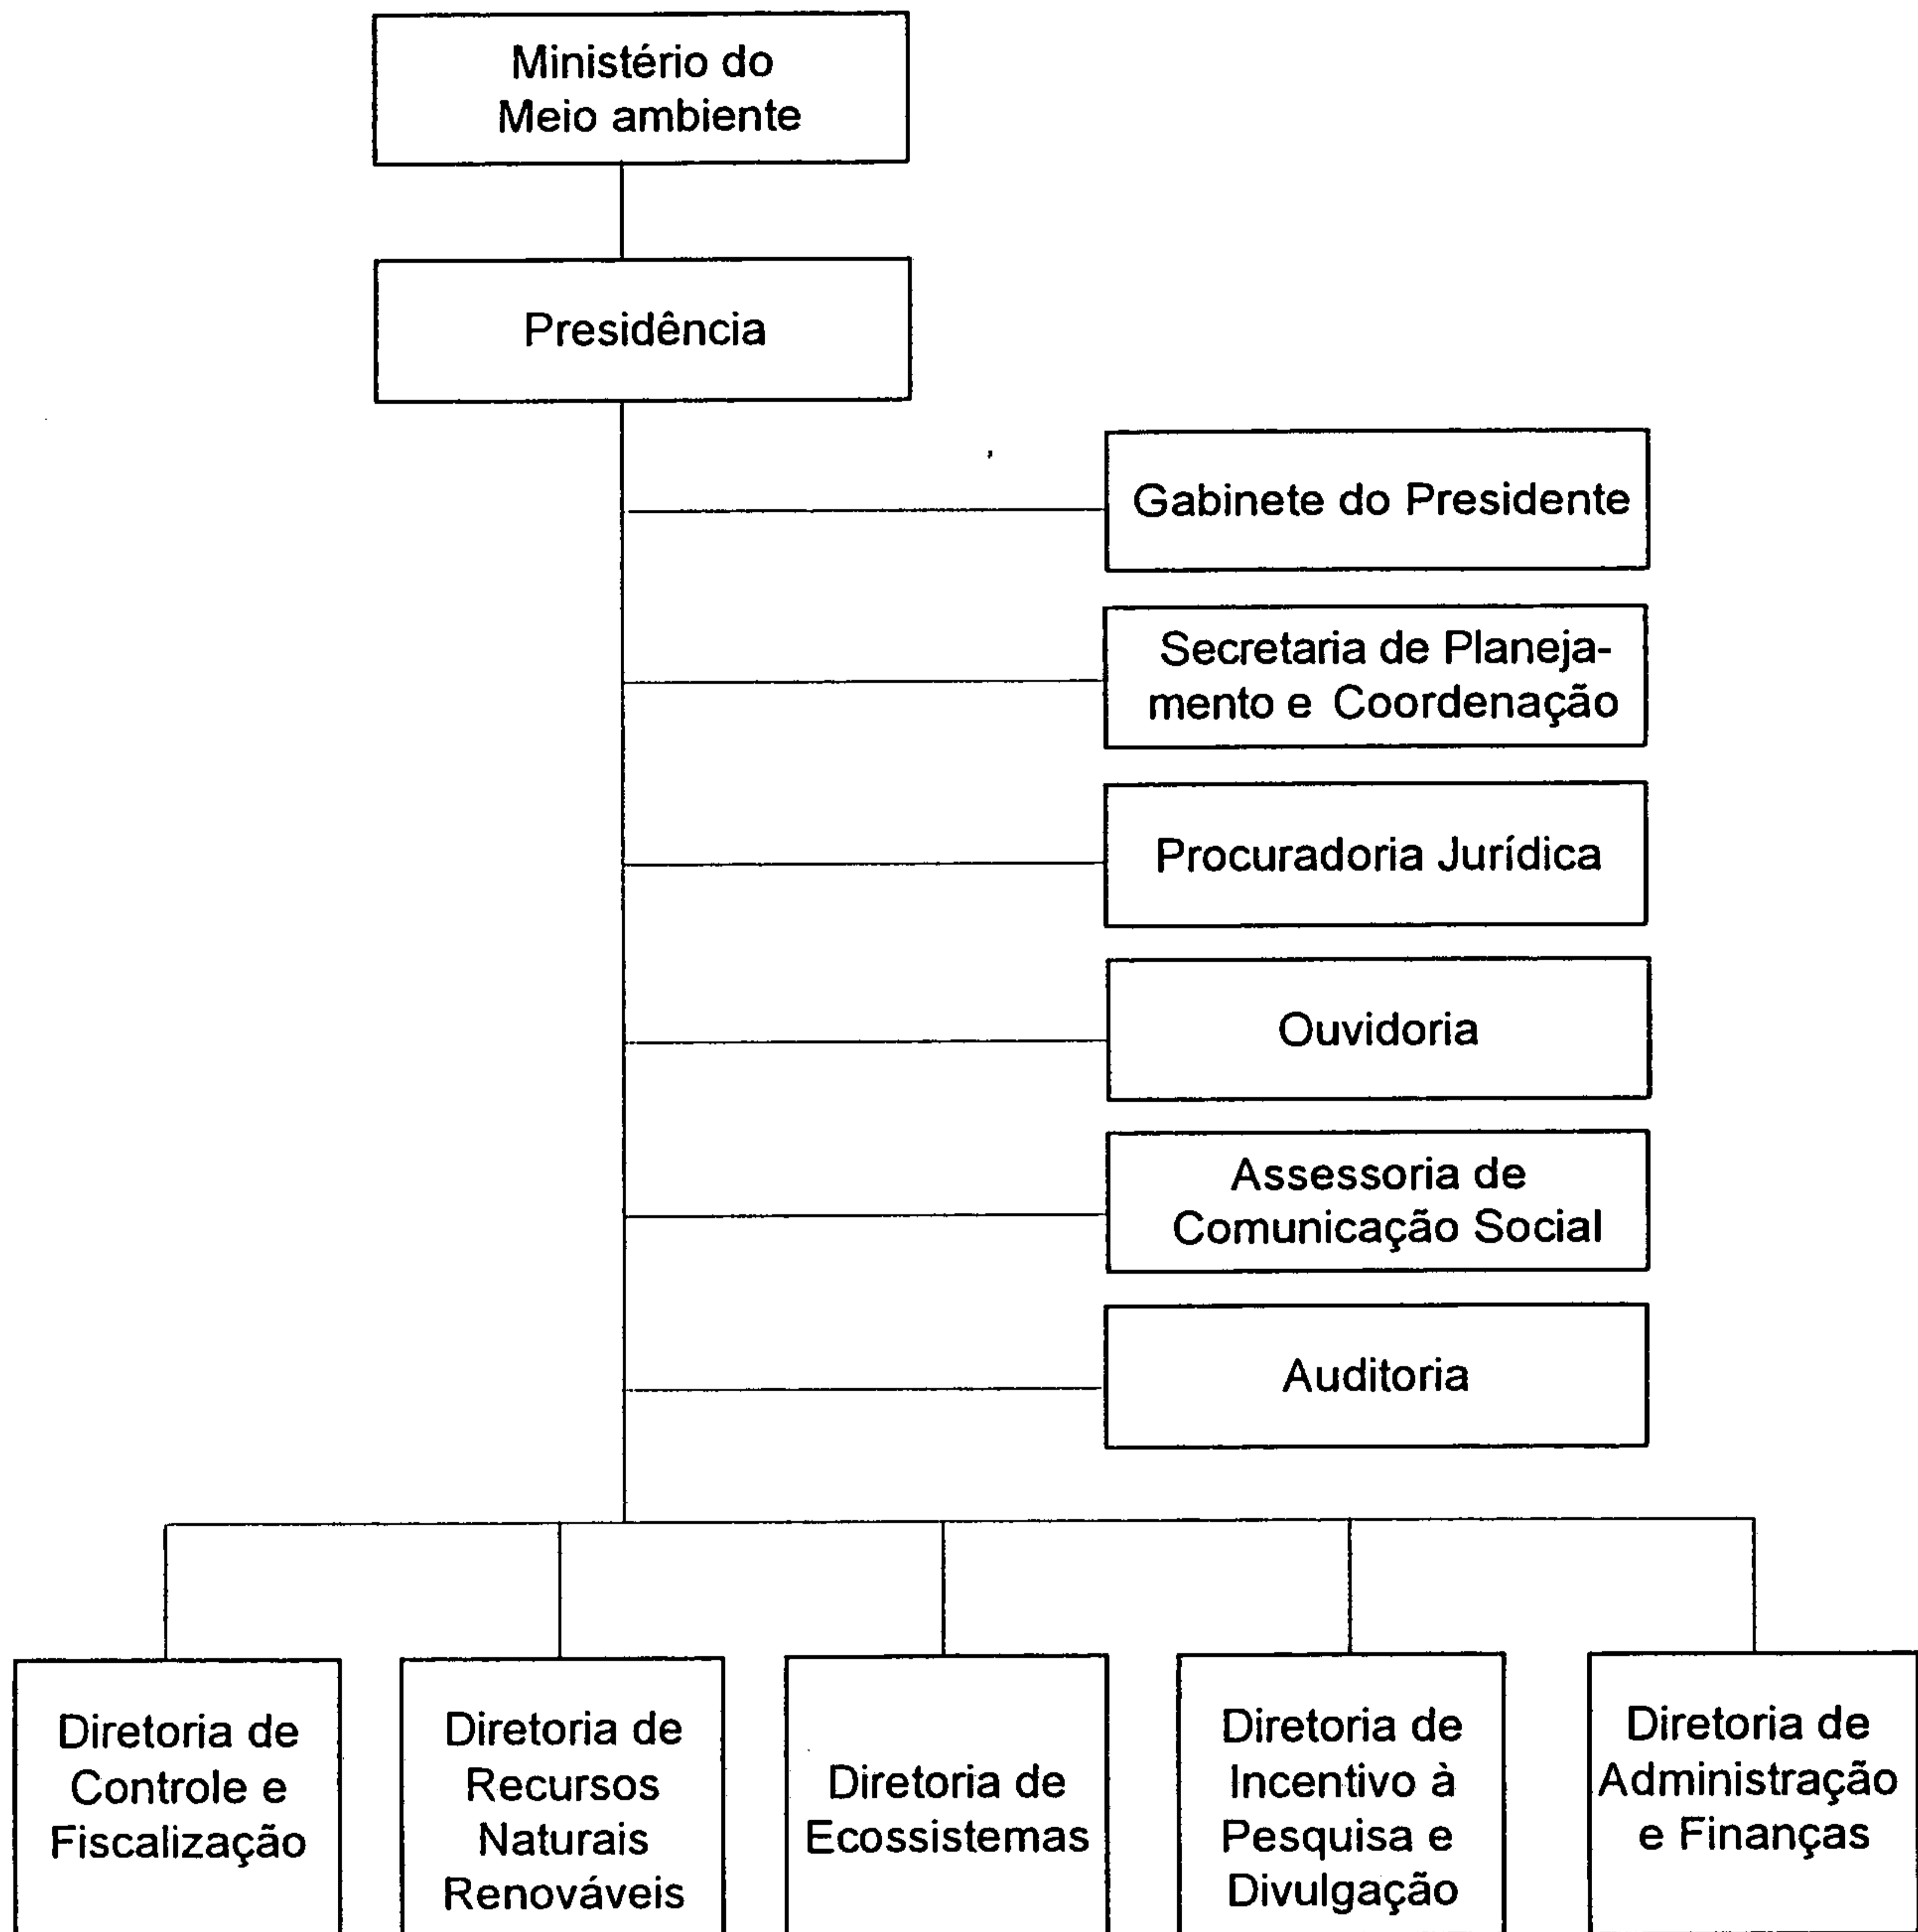 Ministério do
Meio ambiente
Presidência
Gabinete do Presidente
Secretaria de Planeja-
mento e Coordenação
Procuradoria Jurídica
Ouvidoria
Assessoria de
Comunicação Social
Auditoria
Diretoria de
Controle e
Fiscalização
Diretoria de
Recursos
Naturais
Renováveis
Diretoria de
Ecossistemas
Diretoria de
Incentivo à
Pesquisa e
Divulgação
Diretoria de
Administração
e Finanças